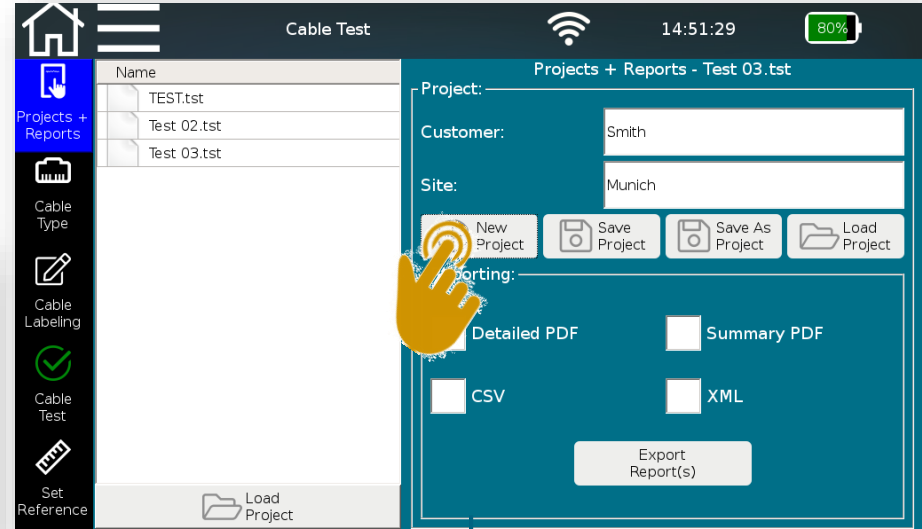 Cable Test
14:51:29
80%
Projects +
Reports
Cable
Type
Cable
Labeling
Cable
Test
Set
Reference
Name
TEST.tst
Test 02.tst
Test 03.tst
Load
Project
Projects + Reports - Test 03.tst
Project:
Customer:
Smith
Site:
Munich
New
Project
Save
Project
Save As
Project
Load
Project
orting:
Detailed PDF
Summary PDF
CSV
XML
Export
Report(s)